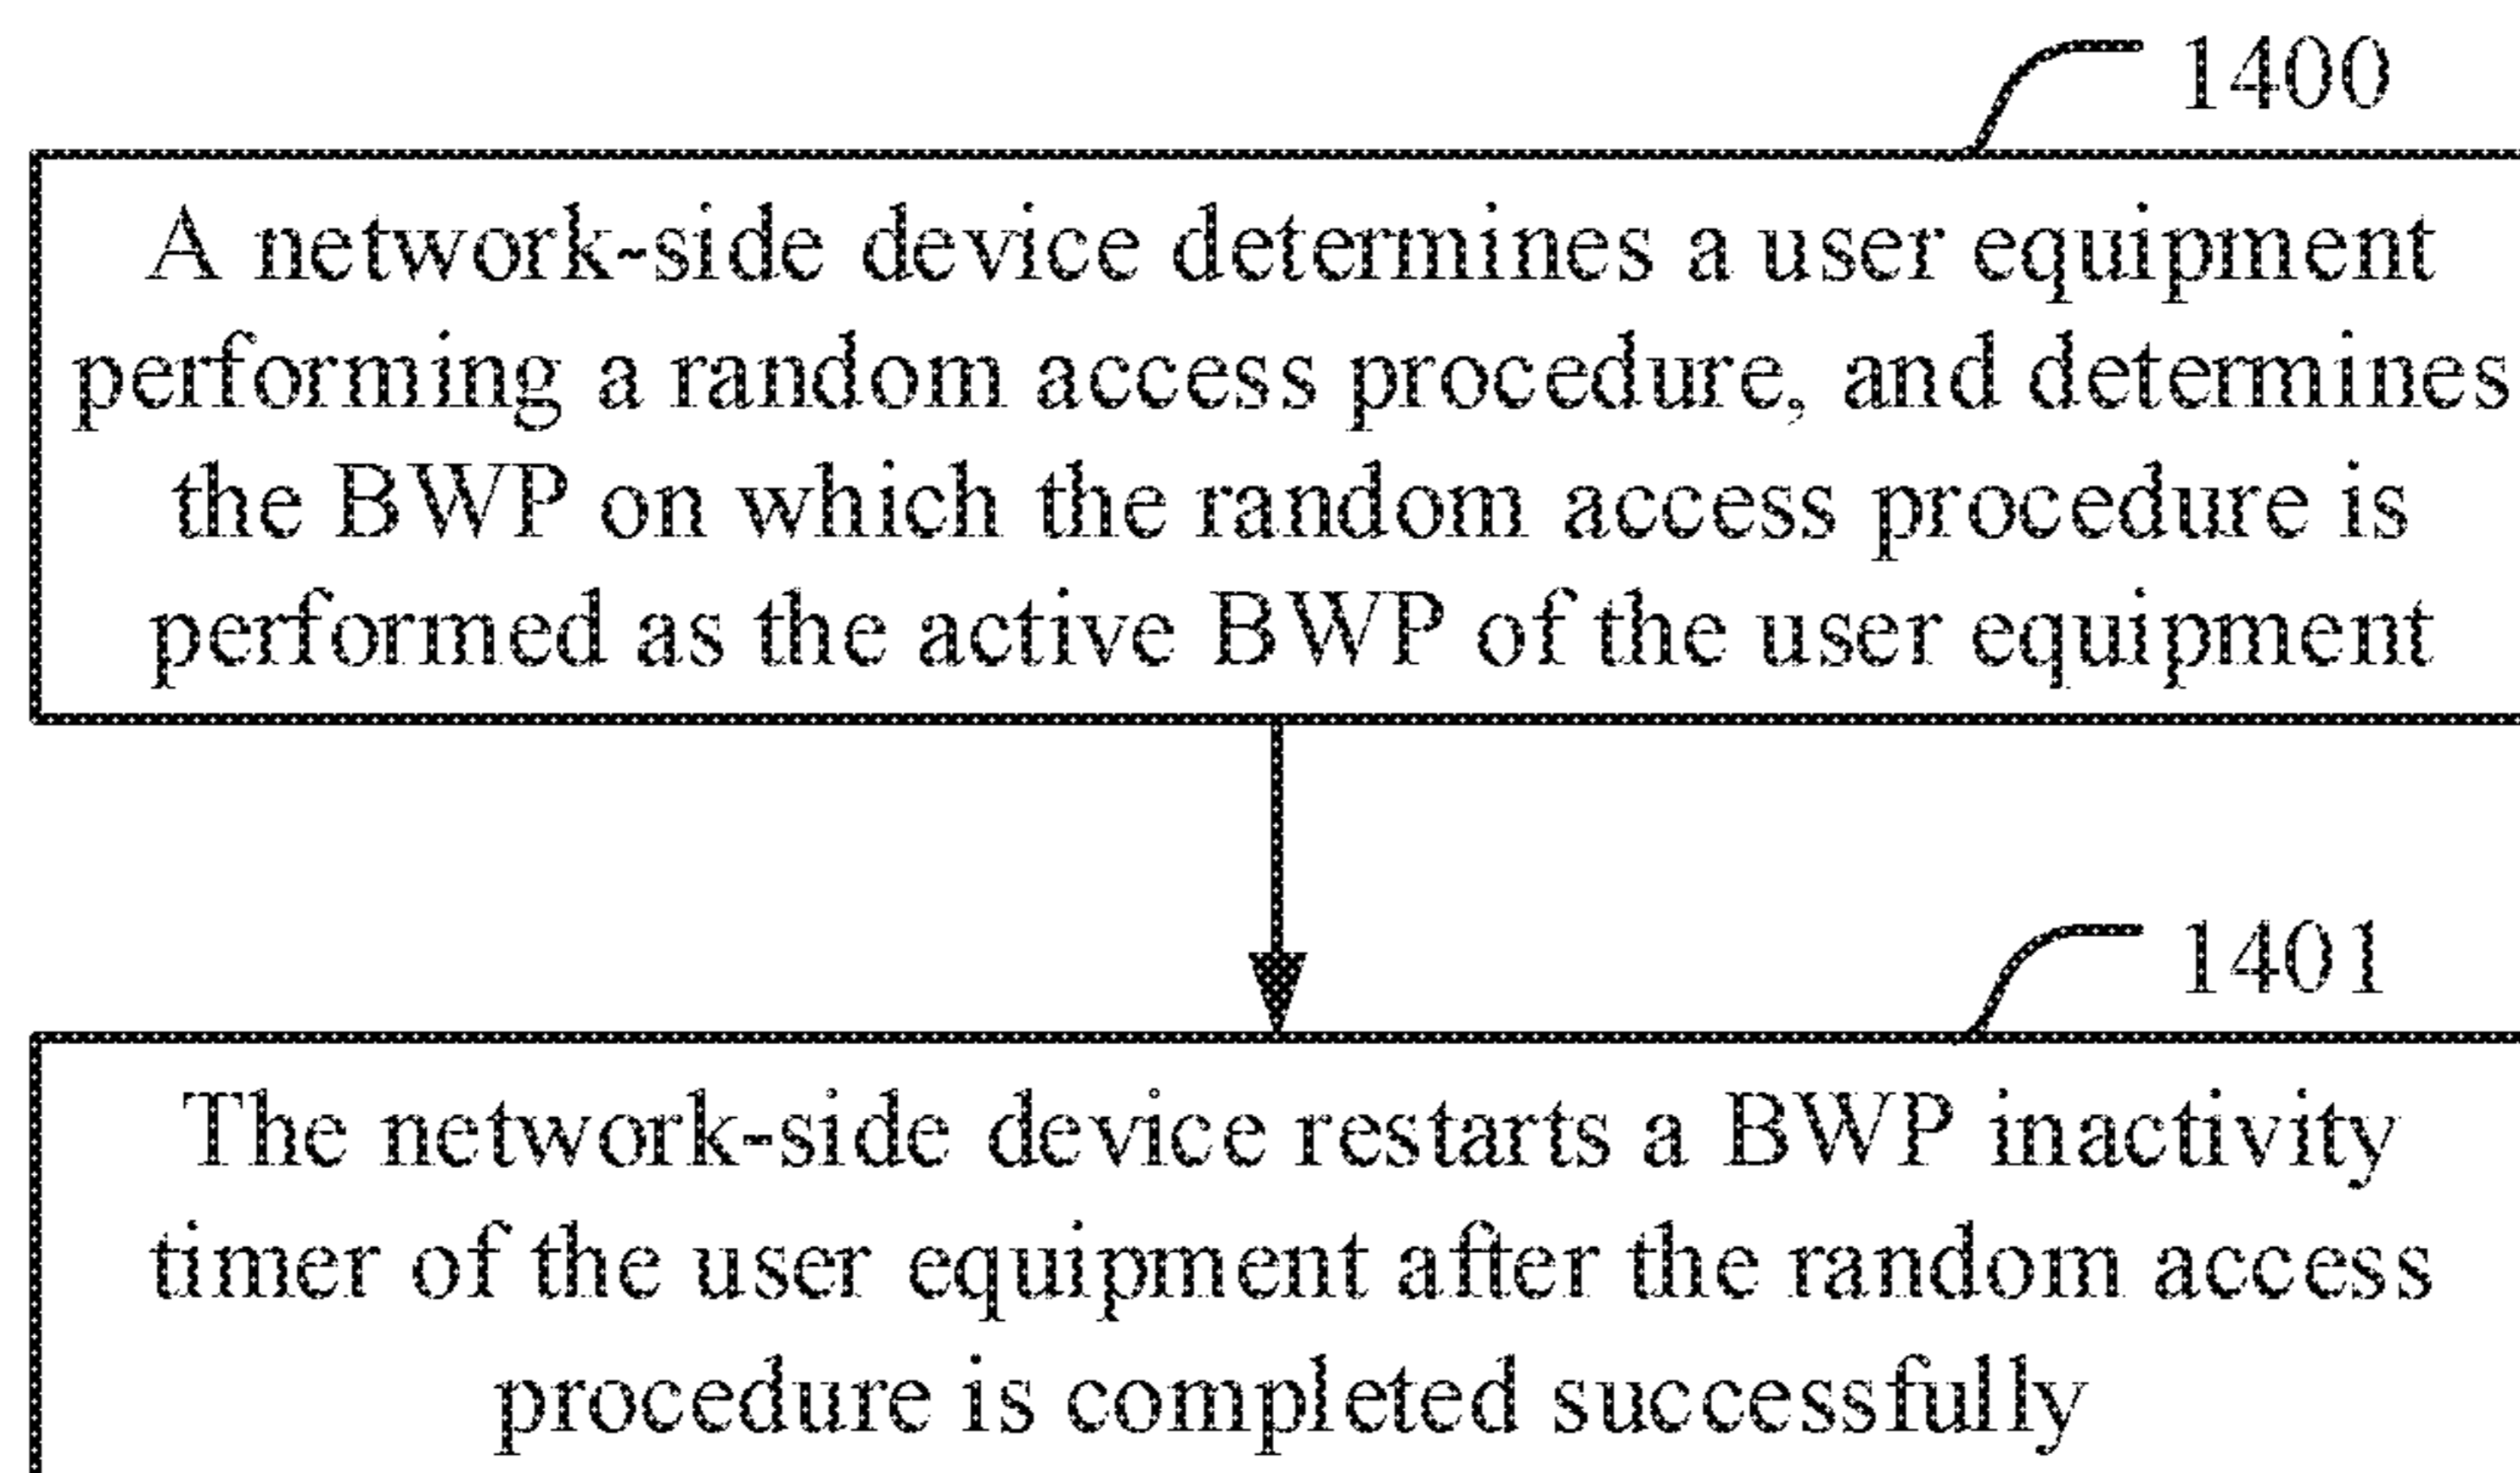 1400
A network-side device determines a user equipment
performing a random access procedure, and determines
the BWP on which the random access procedure is
performed as the active BWP of the user equipment
1401
The network-side device restarts a BWP inactivity
timer of the user equipment after the random access
procedure is completed successfully